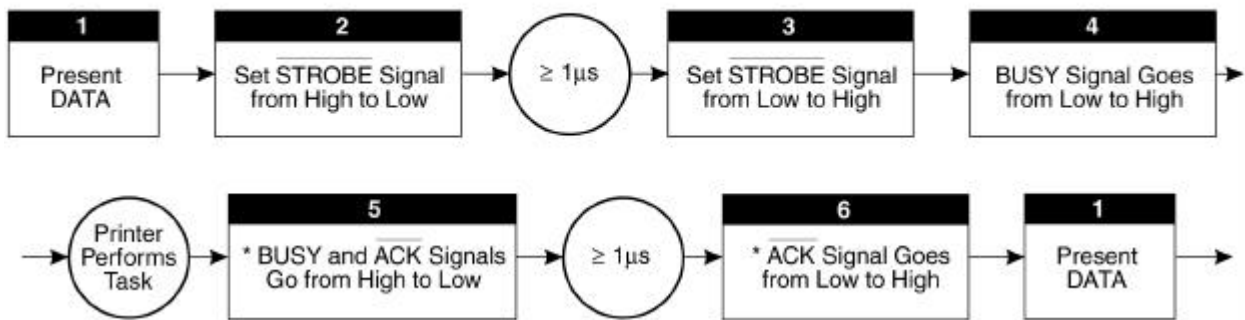 1
Present
DATA
2
Set STROBE Signal
from High to Low
≥ 1μs
3
Set STROBE Signal
from Low to High
4
BUSY Signal Goes
from Low to High
Printer
Performs
Task
5
* BUSY and ACK Signals
Go from High to Low
≥ 1μs
6
* ACK Signal Goes
from Low to High
1
Present
DATA